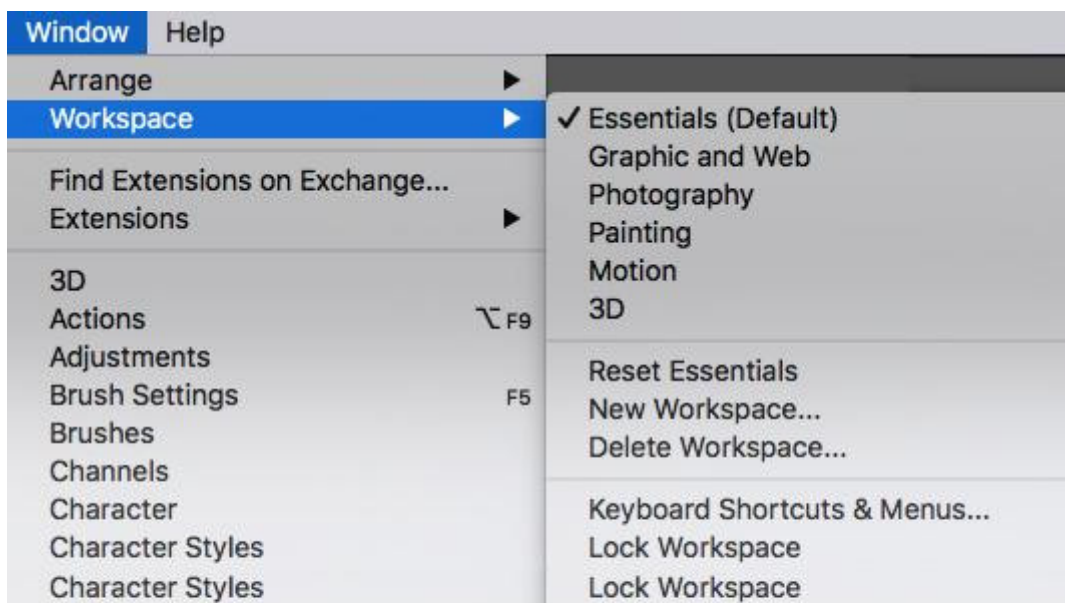 Window Help
Arrange
Workspace
Find Extensions on Exchange...
Extensions
3D
Actions ⌥ F9
Adjustments
Brush Settings F5
Brushes
Channels
Character
Character Styles
Character Styles
✓ Essentials (Default)
Graphic and Web
Photography
Painting
Motion
3D
Reset Essentials
New Workspace...
Delete Workspace...
Keyboard Shortcuts & Menus...
Lock Workspace
Lock Workspace